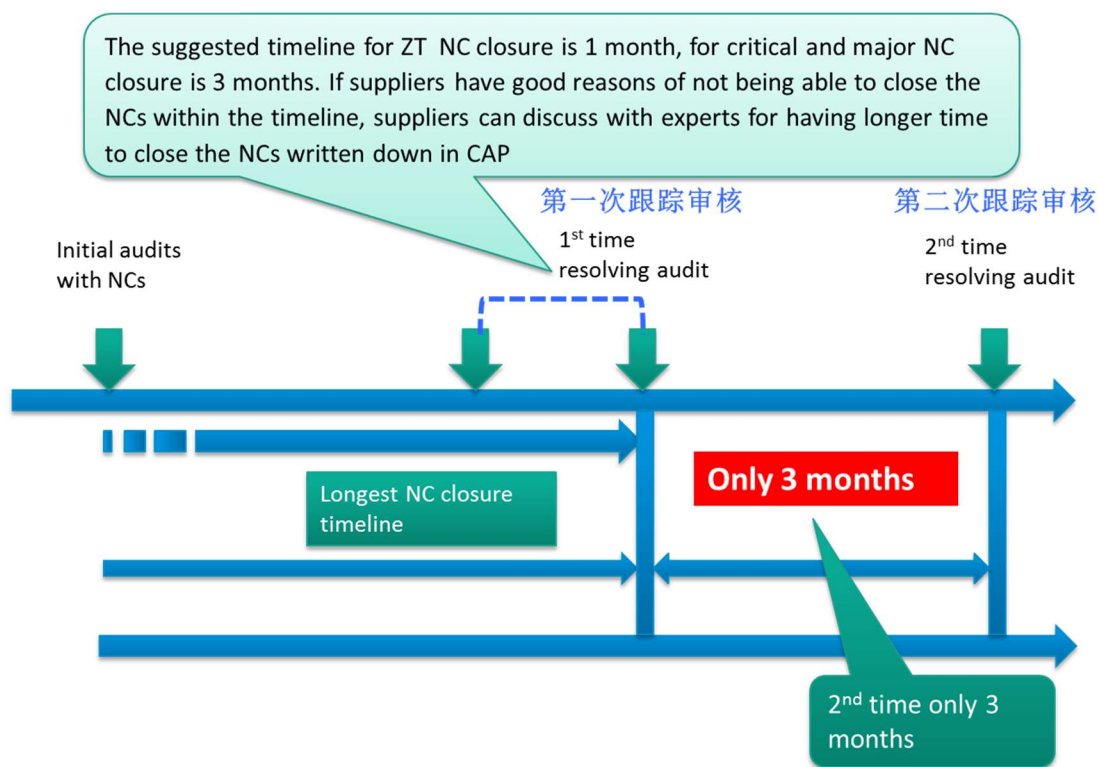 The suggested timeline for ZT NC closure is 1 month, for critical and major NC
closure is 3 months. If suppliers have good reasons of not being able to close the
NCs within the timeline, suppliers can discuss with experts for having longer time
to close the NCs written down in CAP
第一次跟踪审核
第二次跟踪审核
Initial audits
with NCs
1st time
resolving audit
2nd time
resolving audit
Longest NC closure
timeline
Only 3 months
2nd time only 3
months